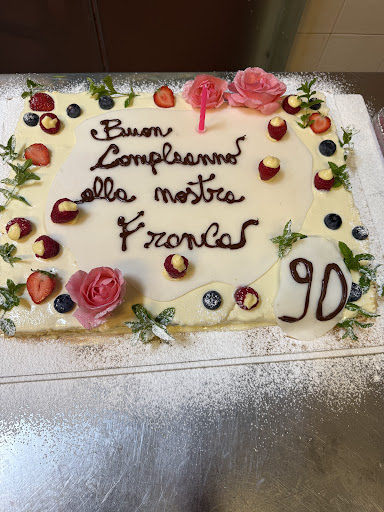 Buon
Compleanno
alla nostra
Franca
90